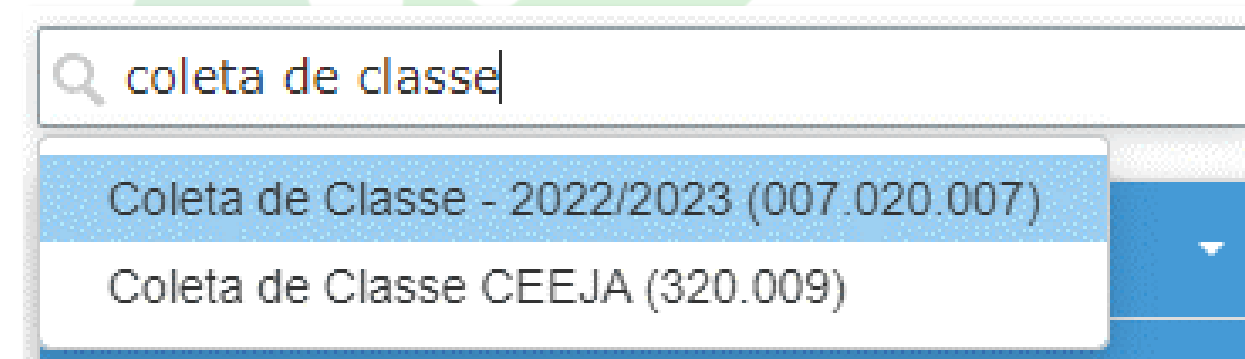 coleta de classe
Coleta de Classe - 2022/2023 (007.020.007)
Coleta de Classe CEEJA (320.009)